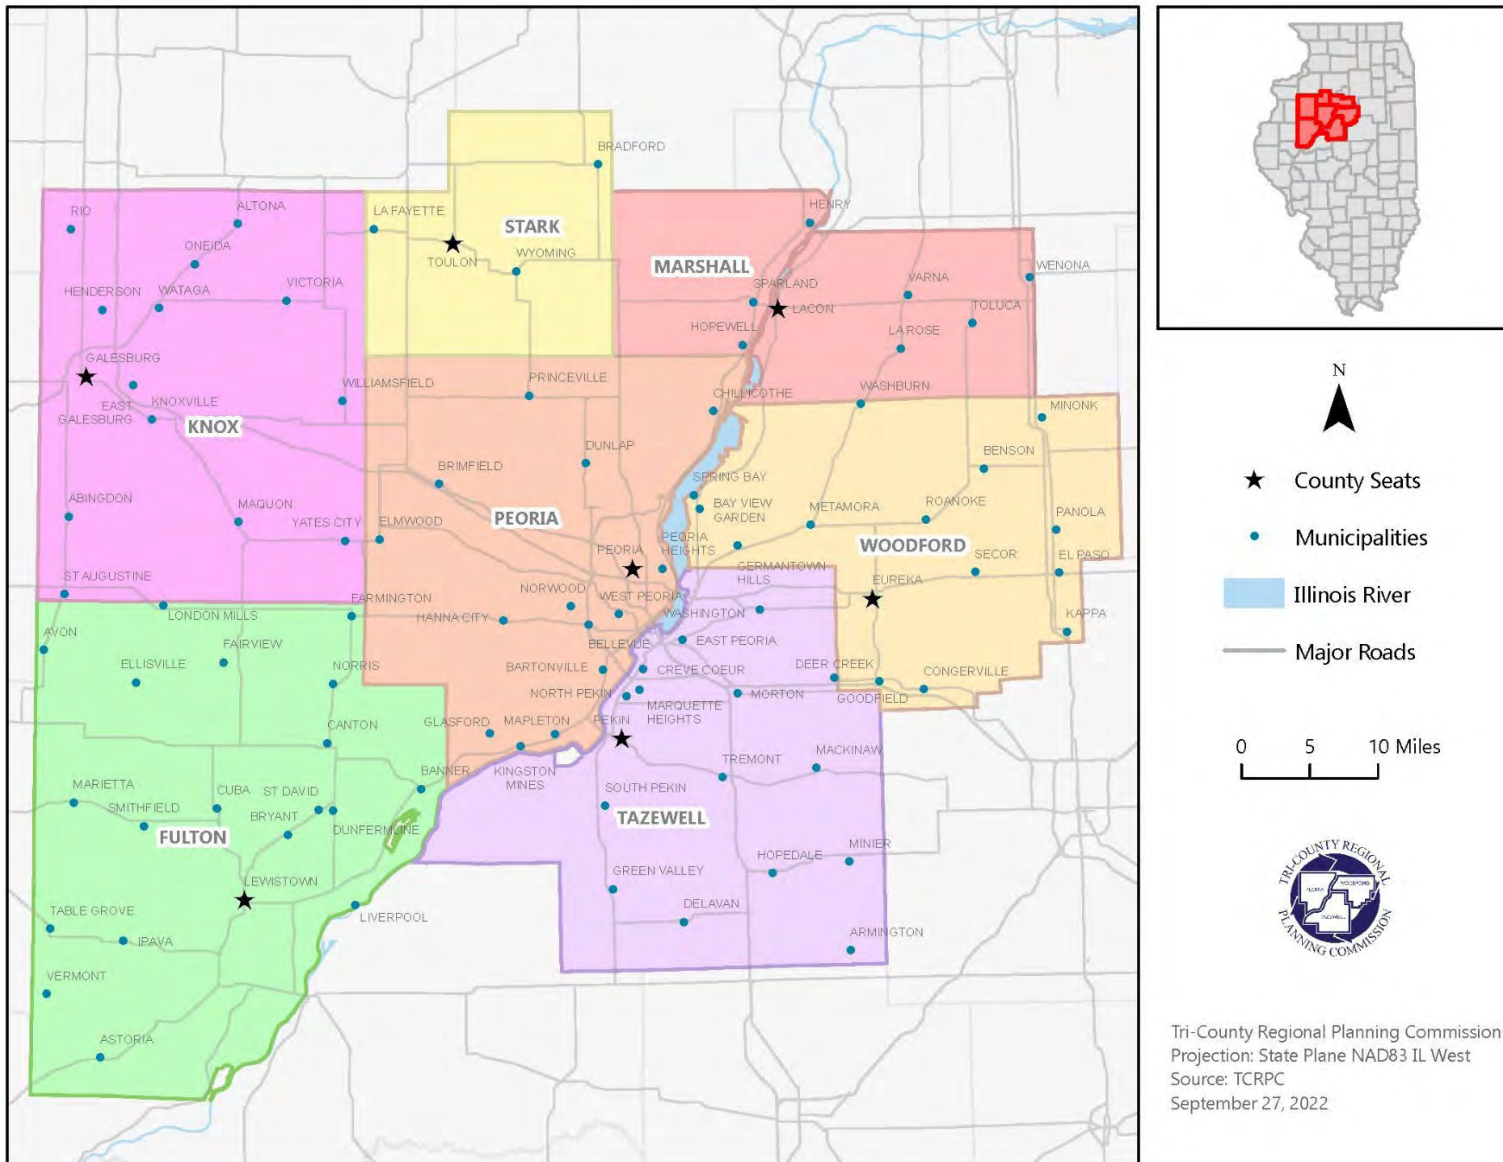 BRADFORD
RIO
ALTONA
LA FAYETTE
STARK
HENRY
ONEIDA
TOULON
WYOMING
MARSHALL
WENONA
HENDERSON
WATAGA
VICTORIA
SPARLAND
VARNA
LACON
TOLUCA
HOPEWELL
LA ROSE
GALESBURG
WILLIAMSFIELD
PRINCEVILLE
CHILLICOTHE
WASHBURN
EAST
GALESBURG
KNOXVILLE
KNOX
MINONK
DUNLAP
BENSON
BRIMFIELD
SPRING BAY
ABINGDON
MAQUON
YATES CITY
ELMWOOD
PEORIA
BAY VIEW
GARDEN
METAMORA
ROANOKE
PANOLA
PEORIA
PEORIA
HEIGHTS
WOODFORD
SECOR
EL PASO
ST AUGUSTINE
GERMANTOWN
HILLS
EUREKA
NORWOOD
WEST PEORIA
FARMINGTON
LONDON MILLS
HANNA CITY
WASHINGTON
KAPPA
AVON
FAIRVIEW
BELLEVUE
EAST PEORIA
ELLISVILLE
NORRIS
BARTONVILLE
CREVE COEUR
DEER CREEK
CONGERVILLE
NORTH PEKIN
MORTON
GOODFIELD
MARQUETTE
HEIGHTS
CANTON
GLASFORD
MAPLETON
PEKIN
MACKINAW
BANNER
KINGSTON
MINES
TREMONT
MARIETTA
CUBA
ST DAVID
SOUTH PEKIN
SMITHFIELD
BRYANT
TAZEWELL
FULTON
DUNFERMLINE
MINIER
HOPEDALE
GREEN VALLEY
LEWISTOWN
TABLE GROVE
LIVERPOOL
DELAVAN
IPAVA
ARMINGTON
VERMONT
ASTORIA
N
County Seats
Municipalities
Illinois River
Major Roads
0 5 10 Miles
TRI-COUNTY REGIONAL
PEORIA
WOODFORD
TAZEWELL
PLANNING COMMISSION
Tri-County Regional Planning Commission
Projection: State Plane NAD83 IL West
Source: TCRPC
September 27, 2022